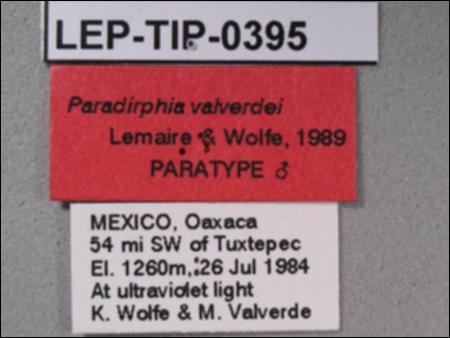 LEP-TIP-0395
Paradirphia valverdei
Lemaire & Wolfe, 1989
PARATYPE ♂
MEXICO, Oaxaca
54 mi SW of Tuxtepec
El. 1260m, 26 Jul 1984
At ultraviolet light
K. Wolfe & M. Valverde